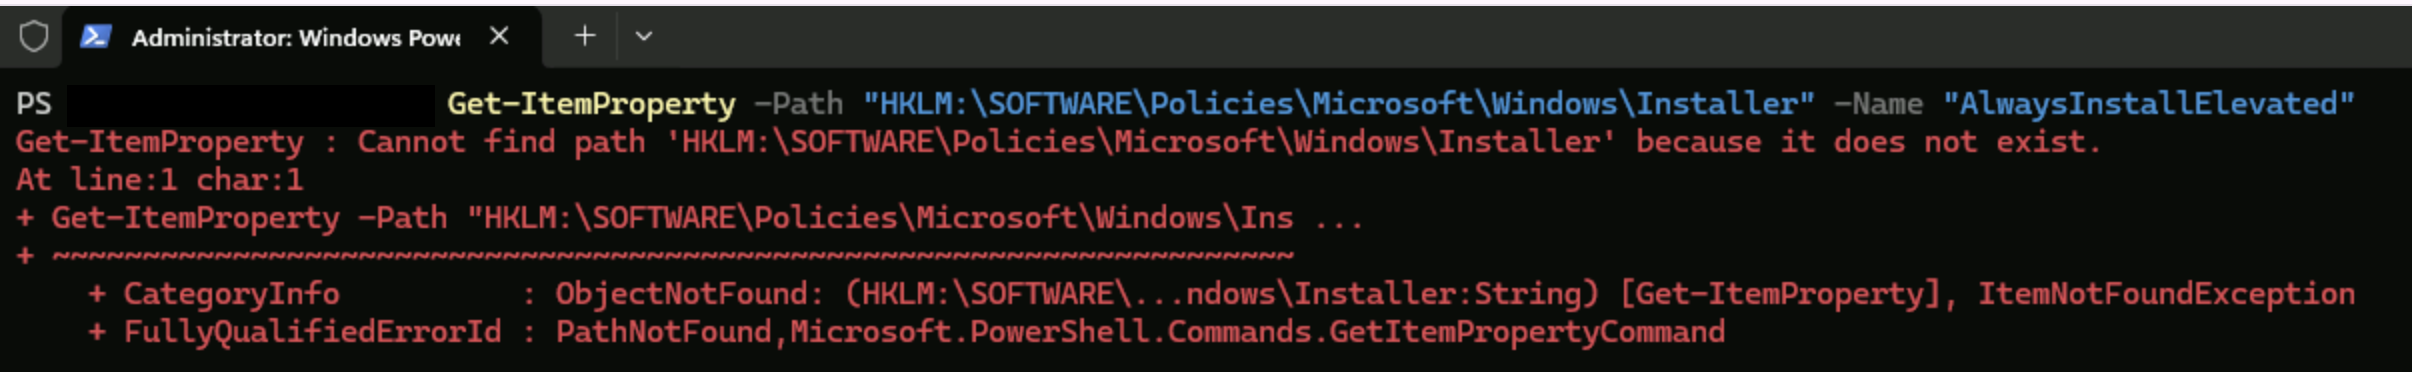 Administrator: Windows Powe
PS Get-ItemProperty -Path "HKLM:\SOFTWARE\Policies\Microsoft\Windows\Installer" -Name "AlwaysInstallElevated"
Get-ItemProperty : Cannot find path 'HKLM:\SOFTWARE\Policies\Microsoft\Windows\Installer' because it does not exist.
At line:1 char:1
+ Get-ItemProperty -Path "HKLM:\SOFTWARE\Policies\Microsoft\Windows\Ins ...
+ ~~~~~~~~~~~~~~~~~~~~~~~~~~~~~~~~~~~~~~~~~~~~~~~~~~~~~~~~~~~~~~~~~~~~~
    + CategoryInfo          : ObjectNotFound: (HKLM:\SOFTWARE\...ndows\Installer:String) [Get-ItemProperty], ItemNotFoundException
    + FullyQualifiedErrorId : PathNotFound,Microsoft.PowerShell.Commands.GetItemPropertyCommand